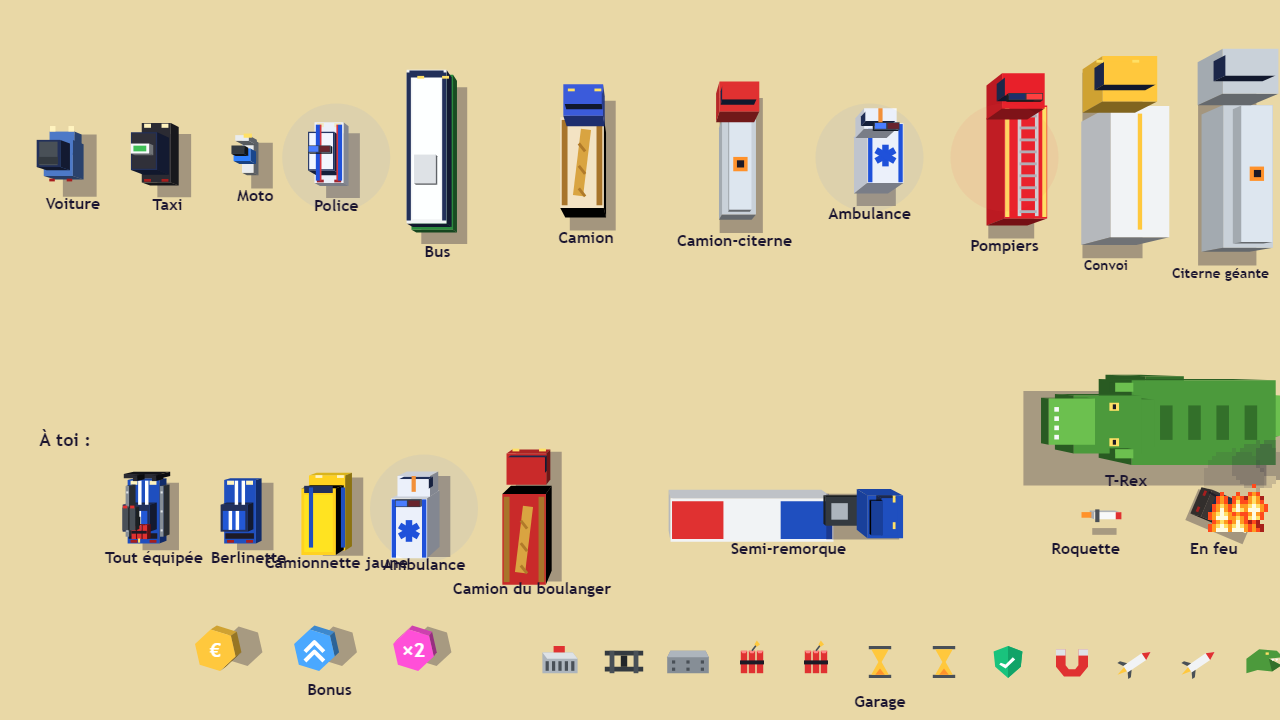 Voiture
Taxi
Moto
Police
Bus
Camion
Camion-citerne
Ambulance
Pompiers
Convoi
Citerne géante
À toi :
T-Rex
Tout équipée
Berlinette
Camionnette jaune
Ambulance
Camion du boulanger
Semi-remorque
Roquette
En feu
€
×2
Bonus
Garage